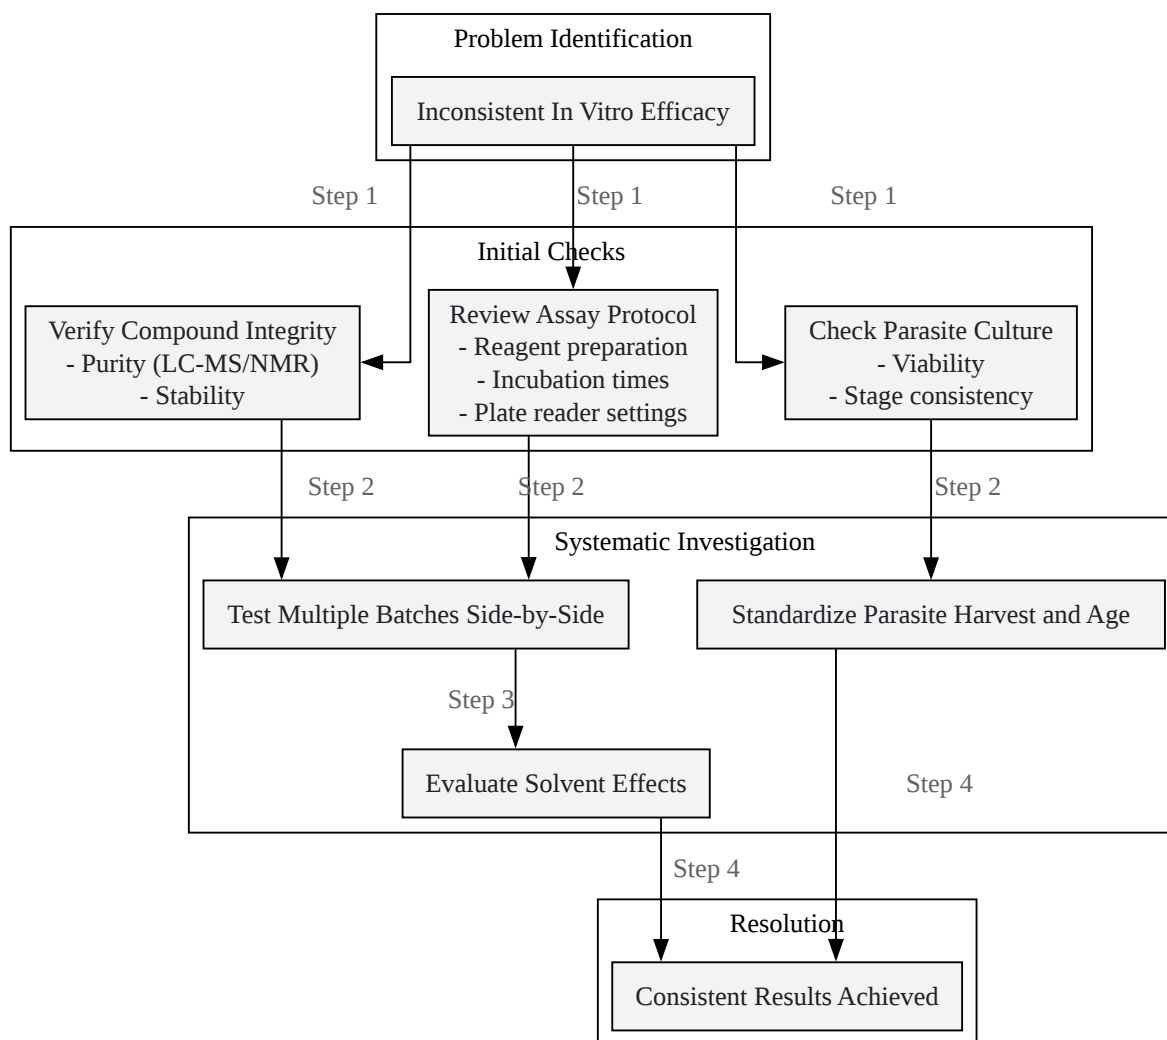 Problem Identification
Inconsistent In Vitro Efficacy
Step 1
Step 1
Step 1
Initial Checks
Verify Compound Integrity
- Purity (LC-MS/NMR)
- Stability
Review Assay Protocol
- Reagent preparation
- Incubation times
- Plate reader settings
Check Parasite Culture
- Viability
- Stage consistency
Step 2
Step 2
Step 2
Systematic Investigation
Test Multiple Batches Side-by-Side
Standardize Parasite Harvest and Age
Step 3
Evaluate Solvent Effects
Step 4
Step 4
Resolution
Consistent Results Achieved